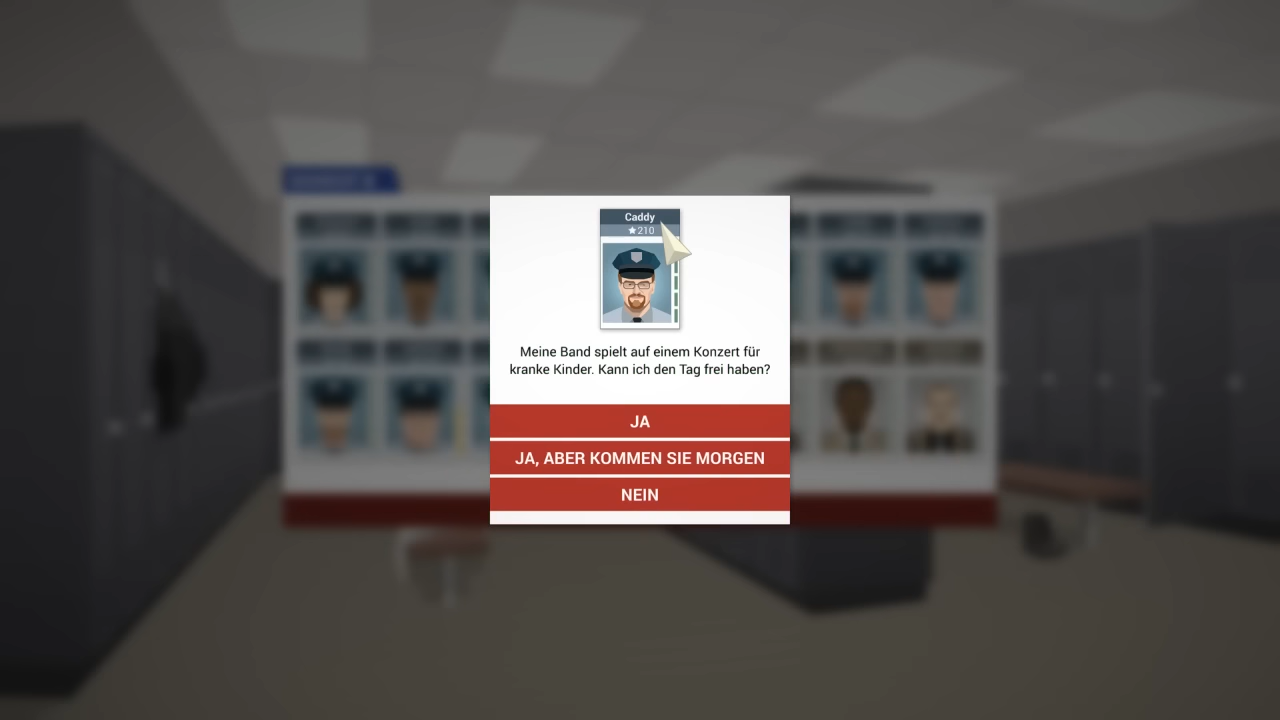 Caddy
★210
Meine Band spielt auf einem Konzert für
kranke Kinder. Kann ich den Tag frei haben?
JA
JA, ABER KOMMEN SIE MORGEN
NEIN